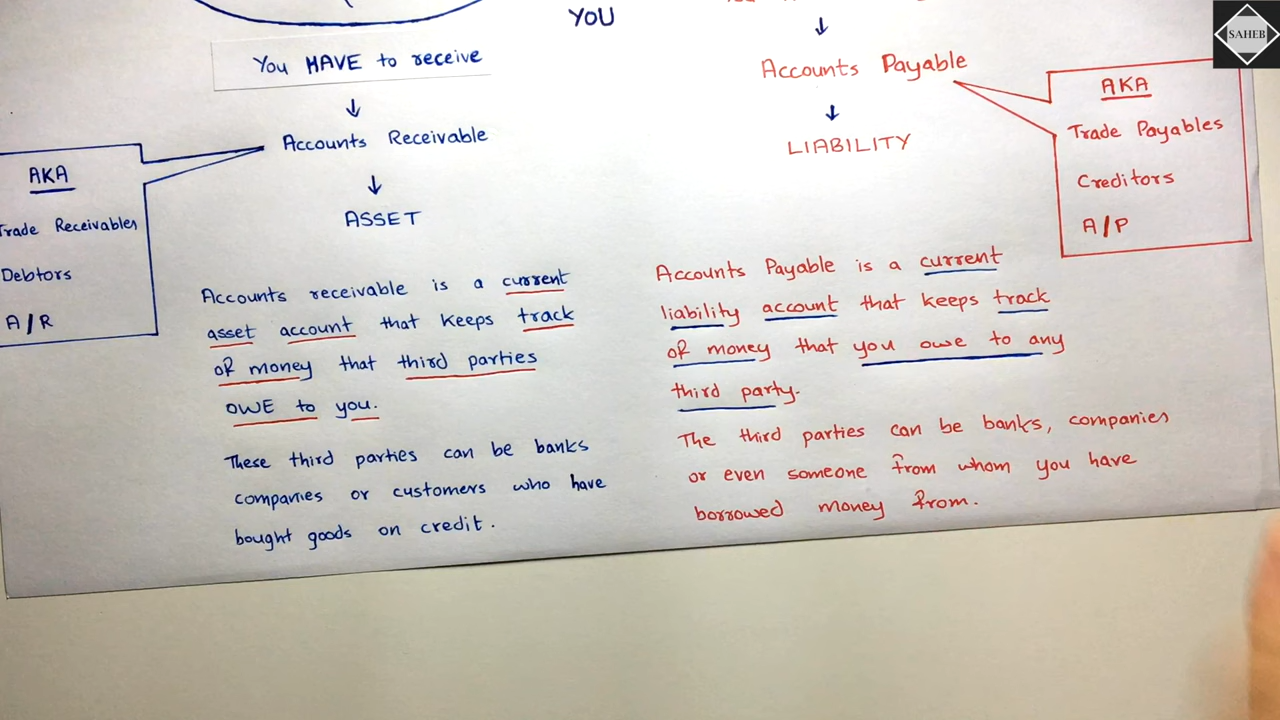 YOU
You HAVE to receive
Accounts Receivable
ASSET
AKA
Trade Receivables
Debtors
A/R
Accounts receivable is a current
asset account that keeps track
of money that third parties
OWE to you.
These third parties can be banks
companies or customers who have
bought goods on credit.
Accounts Payable
LIABILITY
AKA
Trade Payables
Creditors
A/P
Accounts Payable is a current
liability account that keeps track
of money that you owe to any
third party.
The third parties can be banks, companies
or even someone from whom you have
borrowed money from.
SAHEB